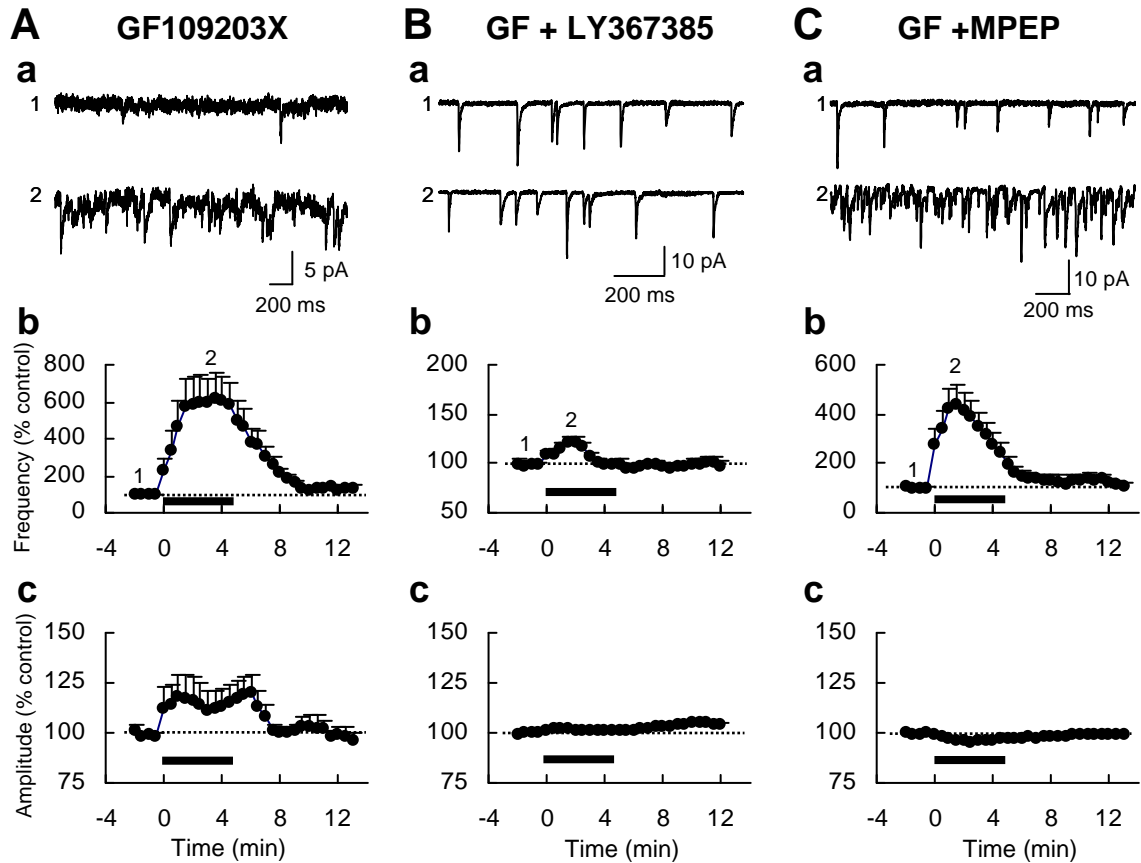 A GF109203X
B GF + LY367385
C GF +MPEP
a
1
2
5 pA
200 ms
a
1
2
10 pA
200 ms
a
1
2
10 pA
200 ms
b
Frequency (% control)
800
600
400
200
0
1
2
-4 0 4 8 12
b
200
150
100
50
1
2
-4 0 4 8 12
b
600
400
200
0
1
2
-4 0 4 8 12
c
Amplitude (% control)
150
125
100
75
-4 0 4 8 12
Time (min)
c
150
125
100
75
-4 0 4 8 12
Time (min)
c
150
125
100
75
-4 0 4 8 12
Time (min)